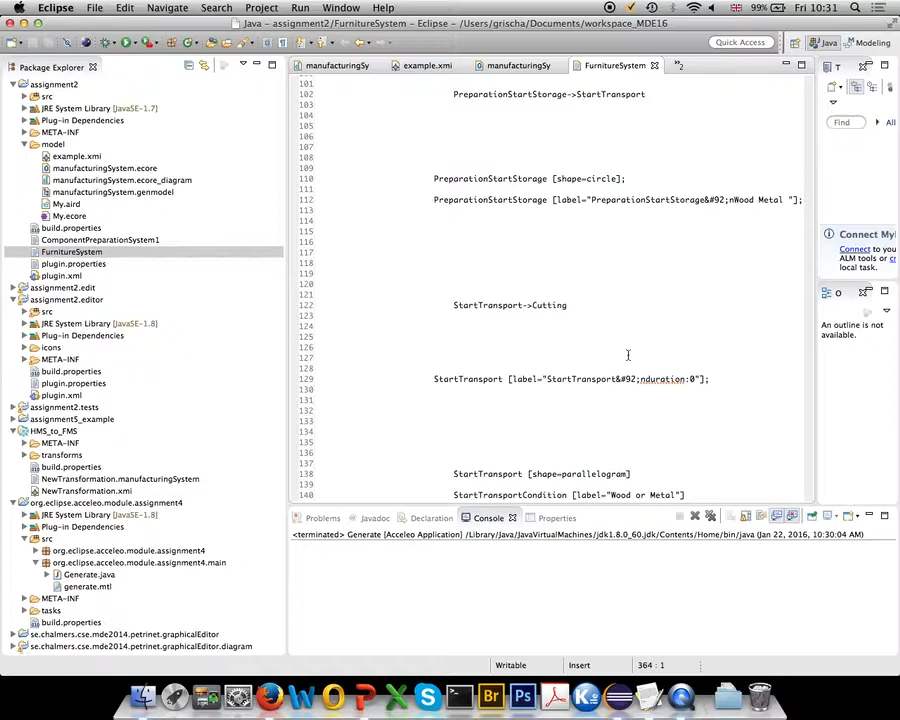 Eclipse File Edit Navigate Search Project Run Window Help 99% Fri 10:31
Java – assignment2/FurnitureSystem – Eclipse – /Users/grischa/Documents/workspace_MDE16
Quick Access Java Modeling
Package Explorer
assignment2
src
JRE System Library [JavaSE-1.7]
Plug-in Dependencies
META-INF
model
example.xmi
manufacturingSystem.ecore
manufacturingSystem.ecore_diagram
manufacturingSystem.genmodel
My.aird
My.ecore
build.properties
ComponentPreparationSystem1
FurnitureSystem
plugin.properties
plugin.xml
assignment2.edit
assignment2.editor
src
JRE System Library [JavaSE-1.8]
Plug-in Dependencies
icons
META-INF
build.properties
plugin.properties
plugin.xml
assignment2.tests
assignment5_example
HMS_to_FMS
META-INF
transforms
build.properties
NewTransformation.manufacturingSystem
NewTransformation.xmi
org.eclipse.acceleo.module.assignment4
JRE System Library [JavaSE-1.8]
Plug-in Dependencies
src
org.eclipse.acceleo.module.assignment4
org.eclipse.acceleo.module.assignment4.main
Generate.java
generate.mtl
META-INF
tasks
build.properties
se.chalmers.cse.mde2014.petrinet.graphicalEditor
se.chalmers.cse.mde2014.petrinet.graphicalEditor.diagram
manufacturingSy example.xmi manufacturingSy FurnitureSystem »2
101
102 PreparationStartStorage->StartTransport
103
104
105
106
107
108
109
110 PreparationStartStorage [shape=circle];
111
112 PreparationStartStorage [label="PreparationStartStorage&#92;nWood Metal "];
113
114
115
116
117
118
119
120
121
122 StartTransport->Cutting
123
124
125
126
127
128
129 StartTransport [label="StartTransport&#92;nduration:0"];
130
131
132
133
134
135
136
137
138 StartTransport [shape=parallelogram]
139 StartTransportCondition [label="Wood or Metal"]
140
Problems Javadoc Declaration Console Properties
<terminated> Generate [Acceleo Application] /Library/Java/JavaVirtualMachines/jdk1.8.0_60.jdk/Contents/Home/bin/java (Jan 22, 2016, 10:30:04 AM)
T
Find All
Connect Myl
Connect to you
ALM tools or cr
local task.
O
An outline is not
available.
Writable Insert 364 : 1